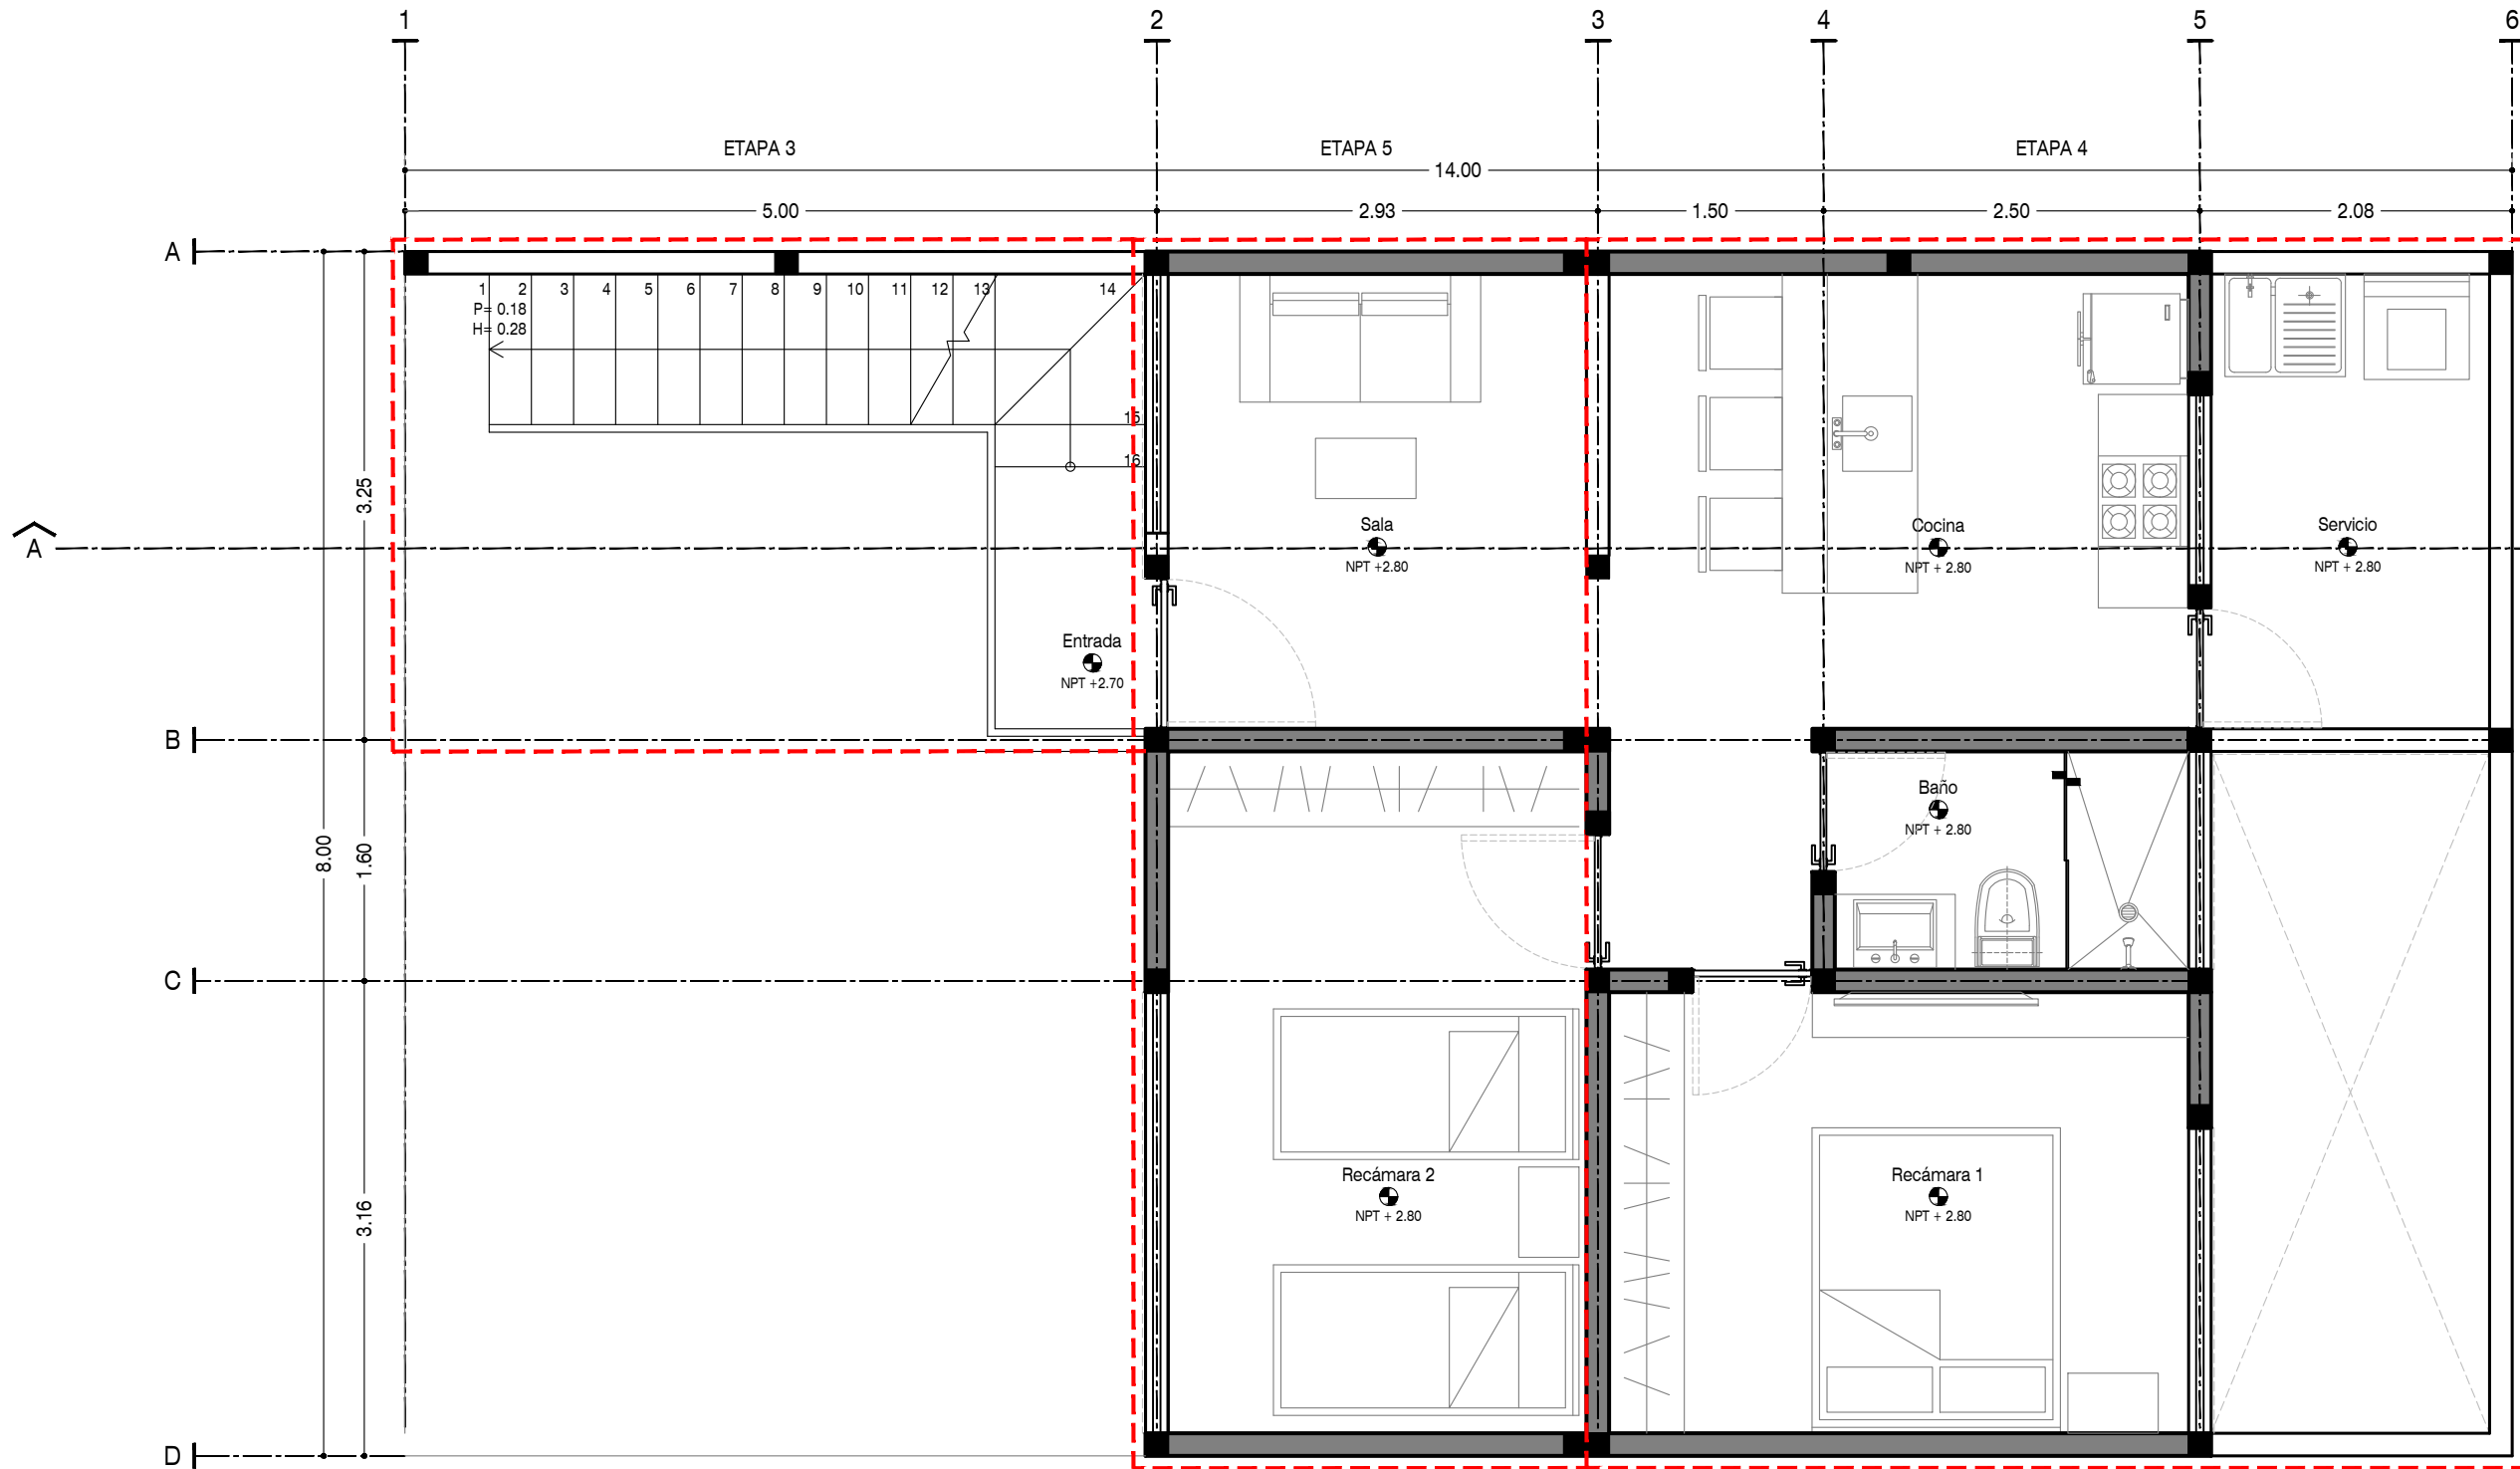 1 2 3 4 5 6
ETAPA 3 ETAPA 5 ETAPA 4
14.00
5.00 2.93 1.50 2.50 2.08
A
1 2 3 4 5 6 7 8 9 10 11 12 13 14
P= 0.18
H= 0.28
15
16
3.25
A
Sala
NPT +2.80
Cocina
NPT + 2.80
Servicio
NPT + 2.80
Entrada
NPT +2.70
B
Baño
NPT + 2.80
8.00
1.60
C
Recámara 2
NPT + 2.80
Recámara 1
NPT + 2.80
3.16
D